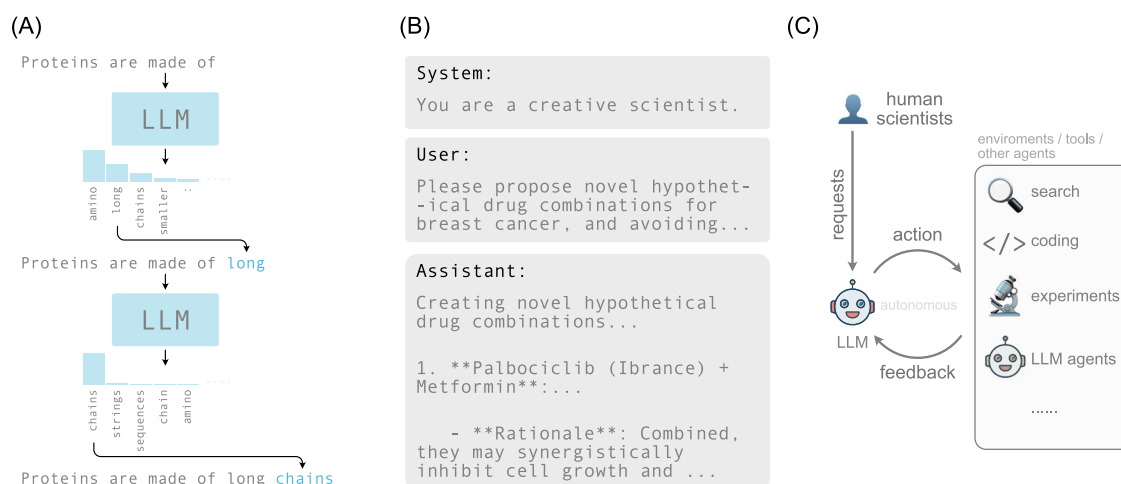 (A)
Proteins are made of
LLM
amino
long
chains
smaller
:
....
Proteins are made of long
LLM
chains
strings
sequences
chain
amino
....
Proteins are made of long chains
(B)
System:
You are a creative scientist.
User:
Please propose novel hypothet-
-ical drug combinations for
breast cancer, and avoiding...
Assistant:
Creating novel hypothetical
drug combinations...
1. **Palbociclib (Ibrance) +
Metformin**:...
- **Rationale**: Combined,
they may synergistically
inhibit cell growth and ...
(C)
human
scientists
requests
action
autonomous
LLM
feedback
enviroments / tools /
other agents
search
</> coding
experiments
LLM agents
......